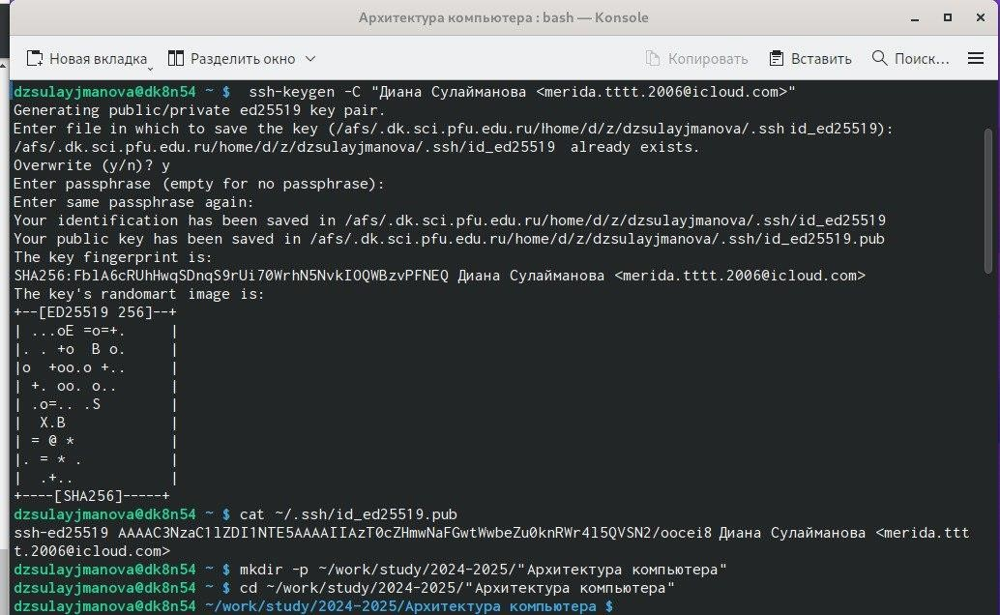 Архитектура компьютера : bash — Konsole
Новая вкладка Разделить окно Копировать Вставить Поиск...
dzsulayjmanova@dk8n54 ~ $ ssh-keygen -C "Диана Сулайманова <merida.tttt.2006@icloud.com>"
Generating public/private ed25519 key pair.
Enter file in which to save the key (/afs/.dk.sci.pfu.edu.ru/home/d/z/dzsulayjmanova/.ssh id_ed25519):
/afs/.dk.sci.pfu.edu.ru/home/d/z/dzsulayjmanova/.ssh/id_ed25519 already exists.
Overwrite (y/n)? y
Enter passphrase (empty for no passphrase):
Enter same passphrase again:
Your identification has been saved in /afs/.dk.sci.pfu.edu.ru/home/d/z/dzsulayjmanova/.ssh/id_ed25519
Your public key has been saved in /afs/.dk.sci.pfu.edu.ru/home/d/z/dzsulayjmanova/.ssh/id_ed25519.pub
The key fingerprint is:
SHA256:FblA6cRUhHwqSDnqS9rUi70WrhN5NvkIOQWBzvPFNEQ Диана Сулайманова <merida.tttt.2006@icloud.com>
The key's randomart image is:
+--[ED25519 256]--+
| ...oE =o=+.     |
|. . +o  B o.     |
|o  +oo.o +..     |
| +. oo. o..      |
| .o=.. .S        |
|  X.B            |
| = @ *           |
|. = * .          |
|  .+..           |
+----[SHA256]-----+
dzsulayjmanova@dk8n54 ~ $ cat ~/.ssh/id_ed25519.pub
ssh-ed25519 AAAAC3NzaC1lZDI1NTE5AAAAIIAzT0cZHmwNaFGwtWwbeZu0knRWr4l5QVSN2/oocei8 Диана Сулайманова <merida.ttt
t.2006@icloud.com>
dzsulayjmanova@dk8n54 ~ $ mkdir -p ~/work/study/2024-2025/"Архитектура компьютера"
dzsulayjmanova@dk8n54 ~ $ cd ~/work/study/2024-2025/"Архитектура компьютера"
dzsulayjmanova@dk8n54 ~/work/study/2024-2025/Архитектура компьютера $